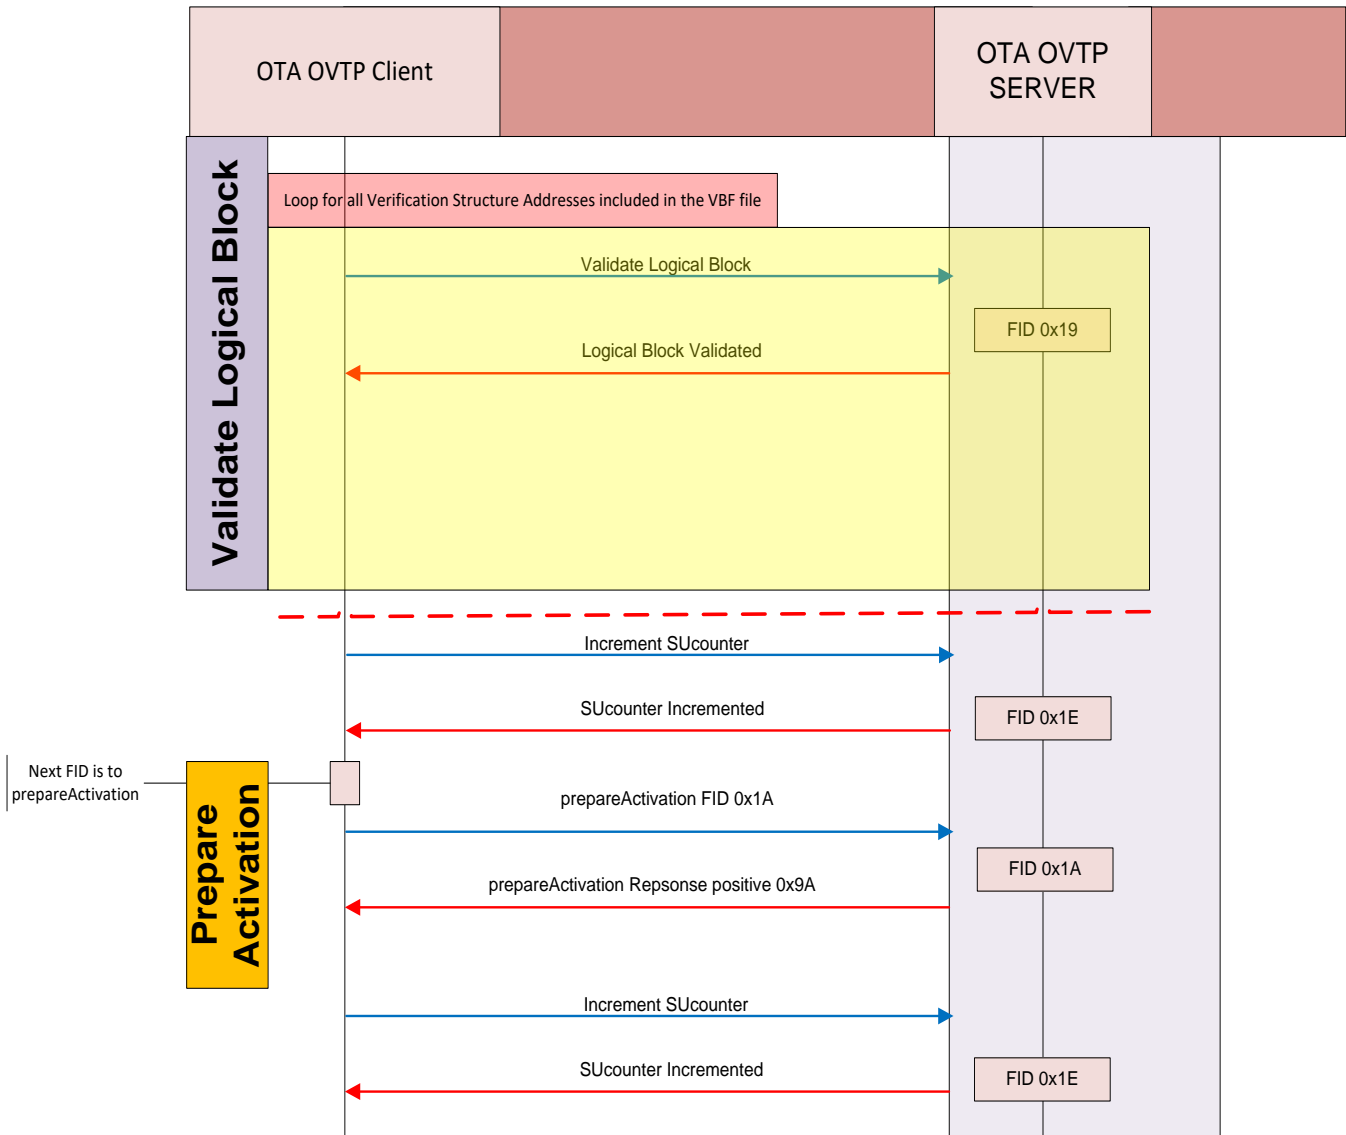 OTA OVTP Client
OTA OVTP
SERVER
Validate Logical Block
Loop for all Verification Structure Addresses included in the VBF file
Validate Logical Block
FID 0x19
Logical Block Validated
Increment SUcounter
SUcounter Incremented
FID 0x1E
Next FID is to
prepareActivation
Prepare
Activation
prepareActivation FID 0x1A
FID 0x1A
prepareActivation Repsonse positive 0x9A
Increment SUcounter
SUcounter Incremented
FID 0x1E